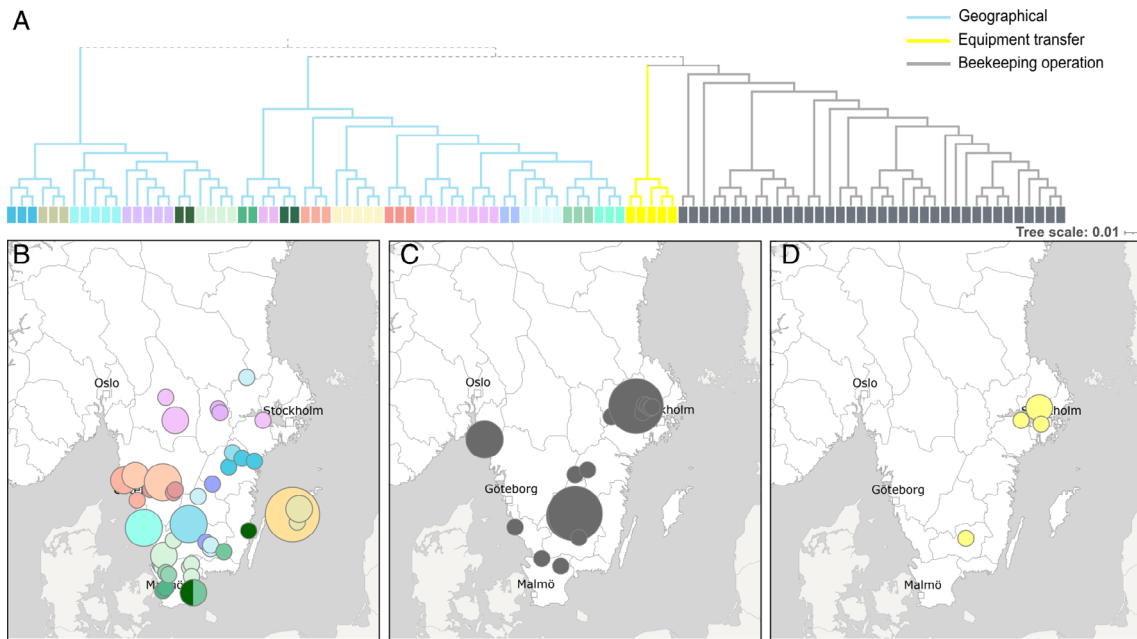 A
Geographical
Equipment transfer
Beekeeping operation
Tree scale: 0.01
B
Oslo
Stockholm
Malmö
C
Oslo
Göteborg
Malmö
D
Oslo
Göteborg
Malmö